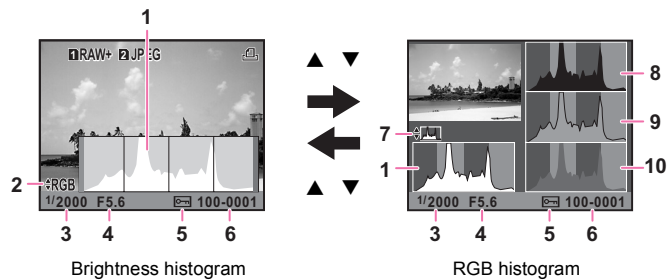 1
1RAW+ 2JPEG
▲ ▼
8
9
7
1
10
2
RGB
1/2000 F5.6 100-0001
1/2000 F5.6 100-0001
▲ ▼
3 4 5 6
3 4 5 6
Brightness histogram
RGB histogram